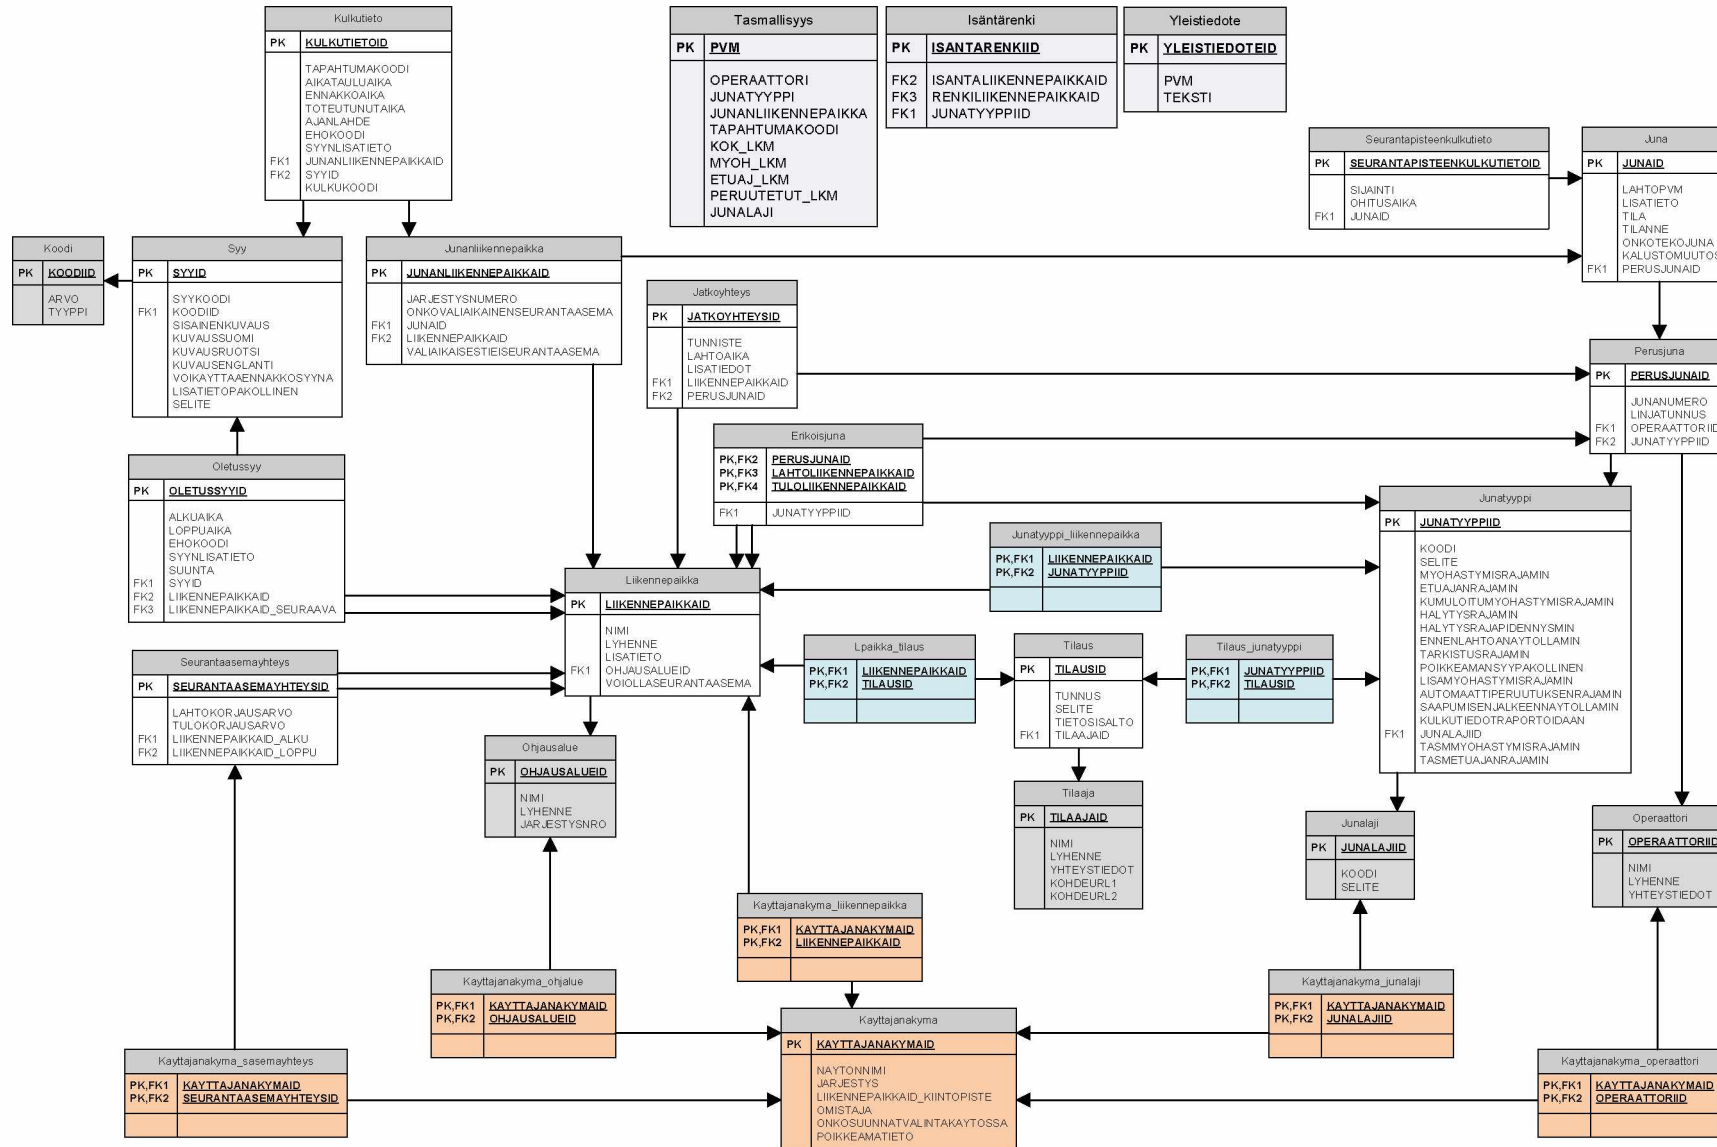 Kulkutieto
PK KULKUTIETOID
TAPAHTUMAKOODI
AIKATAULUAIKA
ENNAKKOAIKA
TOTEUTUNUTAIKA
AJANLAHDE
EHOKOODI
SYYNLISATIETO
FK1 JUNANLIIKENNEPAIKKAID
FK2 SYYID
KULKUKOODI
Tasmallisyys
PK PVM
OPERAATTORI
JUNATYYPPI
JUNANLIIKENNEPAIKKA
TAPAHTUMAKOODI
KOK_LKM
MYOH_LKM
ETUAJ_LKM
PERUUTETUT_LKM
JUNALAJI
Isäntärenki
PK ISANTARENKIID
FK2 ISANTALIIKENNEPAIKKAID
FK3 RENKILIIKENNEPAIKKAID
FK1 JUNATYYPPIID
Yleistiedote
PK YLEISTIEDOTEID
PVM
TEKSTI
Seurantapisteenkulkutieto
PK SEURANTAPISTEENKULKUTIETOID
SIJAINTI
OHITUSAIKA
FK1 JUNAID
Juna
PK JUNAID
LAHTOPVM
LISATIETO
TILA
TILANNE
ONKOTEKOJUNA
KALUSTOMUUTOS
FK1 PERUSJUNAID
Koodi
PK KOODIID
ARVO
TYYPPI
Syy
PK SYYID
SYYKOODI
FK1 KOODIID
SISAINENKUVAUS
KUVAUSSUOMI
KUVAUSRUOTSI
KUVAUSENGLANTI
VOIKAYTTAAENNAKKOSYYNA
LISATIETOPAKOLLINEN
SELITE
Junanliikennepaikka
PK JUNANLIIKENNEPAIKKAID
JARJESTYSNUMERO
ONKOVALIAIKAINENSEURANTAASEMA
FK1 JUNAID
FK2 LIIKENNEPAIKKAID
VALIAIKAISESTIEISEURANTAASEMA
Jatkoyhteys
PK JATKOYHTEYSID
TUNNISTE
LAHTOAIKA
LISATIEDOT
FK1 LIIKENNEPAIKKAID
FK2 PERUSJUNAID
Perusjuna
PK PERUSJUNAID
JUNANUMERO
LINJATUNNUS
FK1 OPERAATTORIID
FK2 JUNATYYPPIID
Erikoisjuna
PK,FK2 PERUSJUNAID
PK,FK3 LAHTOLIIKENNEPAIKKAID
PK,FK4 TULOLIIKENNEPAIKKAID
FK1 JUNATYYPPIID
Oletussyy
PK OLETUSSYYID
ALKUAIKA
LOPPUAIKA
EHOKOODI
SYYNLISATIETO
SUUNTA
FK1 SYYID
FK2 LIIKENNEPAIKKAID
FK3 LIIKENNEPAIKKAID_SEURAAVA
Junatyyppi
PK JUNATYYPPIID
KOODI
SELITE
MYOHASTYMISRAJAMIN
ETUAJANRAJAMIN
KUMULOITUMYOHASTYMISRAJAMIN
HALYTYSRAJAMIN
HALYTYSRAJAPIDENNYSMIN
ENNENLAHTOANAYTOLLAMIN
TARKISTUSRAJAMIN
POIKKEAMANSYYPAKOLLINEN
LISAMYOHASTYMISRAJAMIN
AUTOMAATTIPERUUTUKSENRAJAMIN
SAAPUMISENJALKEENNAYTOLLAMIN
KULKUTIEDOTRAPORTOIDAAN
FK1 JUNALAJIID
TASMMYOHASTYMISRAJAMIN
TASMETUAJANRAJAMIN
Junatyyppi_liikennepaikka
PK,FK1 LIIKENNEPAIKKAID
PK,FK2 JUNATYYPPIID
Liikennepaikka
PK LIIKENNEPAIKKAID
NIMI
LYHENNE
LISATIETO
FK1 OHJAUSALUEID
VOIOLLASEURANTAASEMA
Lpaikka_tilaus
PK,FK1 LIIKENNEPAIKKAID
PK,FK2 TILAUSID
Tilaus
PK TILAUSID
TUNNUS
SELITE
TIETOSISALTO
FK1 TILAAJAID
Tilaus_junatyyppi
PK,FK1 JUNATYYPPIID
PK,FK2 TILAUSID
Seurantaasemayhteys
PK SEURANTAASEMAYHTEYSID
LAHTOKORJAUSARVO
TULOKORJAUSARVO
FK1 LIIKENNEPAIKKAID_ALKU
FK2 LIIKENNEPAIKKAID_LOPPU
Ohjausalue
PK OHJAUSALUEID
NIMI
LYHENNE
JARJESTYSNRO
Tilaaja
PK TILAAJAID
NIMI
LYHENNE
YHTEYSTIEDOT
KOHDEURL1
KOHDEURL2
Junalaji
PK JUNALAJIID
KOODI
SELITE
Operaattori
PK OPERAATTORIID
NIMI
LYHENNE
YHTEYSTIEDOT
Kayttajanakyma_liikennepaikka
PK,FK1 KAYTTAJANAKYMAID
PK,FK2 LIIKENNEPAIKKAID
Kayttajanakyma_ohjalue
PK,FK1 KAYTTAJANAKYMAID
PK,FK2 OHJAUSALUEID
Kayttajanakyma_junalaji
PK,FK1 KAYTTAJANAKYMAID
PK,FK2 JUNALAJIID
Kayttajanakyma
PK KAYTTAJANAKYMAID
NAYTONNIMI
JARJESTYS
LIIKENNEPAIKKAID_KIINTOPISTE
OMISTAJA
ONKOSUUNNATVALINTAKAYTOSSA
POIKKEAMATIETO
Kayttajanakyma_sasemayhteys
PK,FK1 KAYTTAJANAKYMAID
PK,FK2 SEURANTAASEMAYHTEYSID
Kayttajanakyma_operaattori
PK,FK1 KAYTTAJANAKYMAID
PK,FK2 OPERAATTORIID